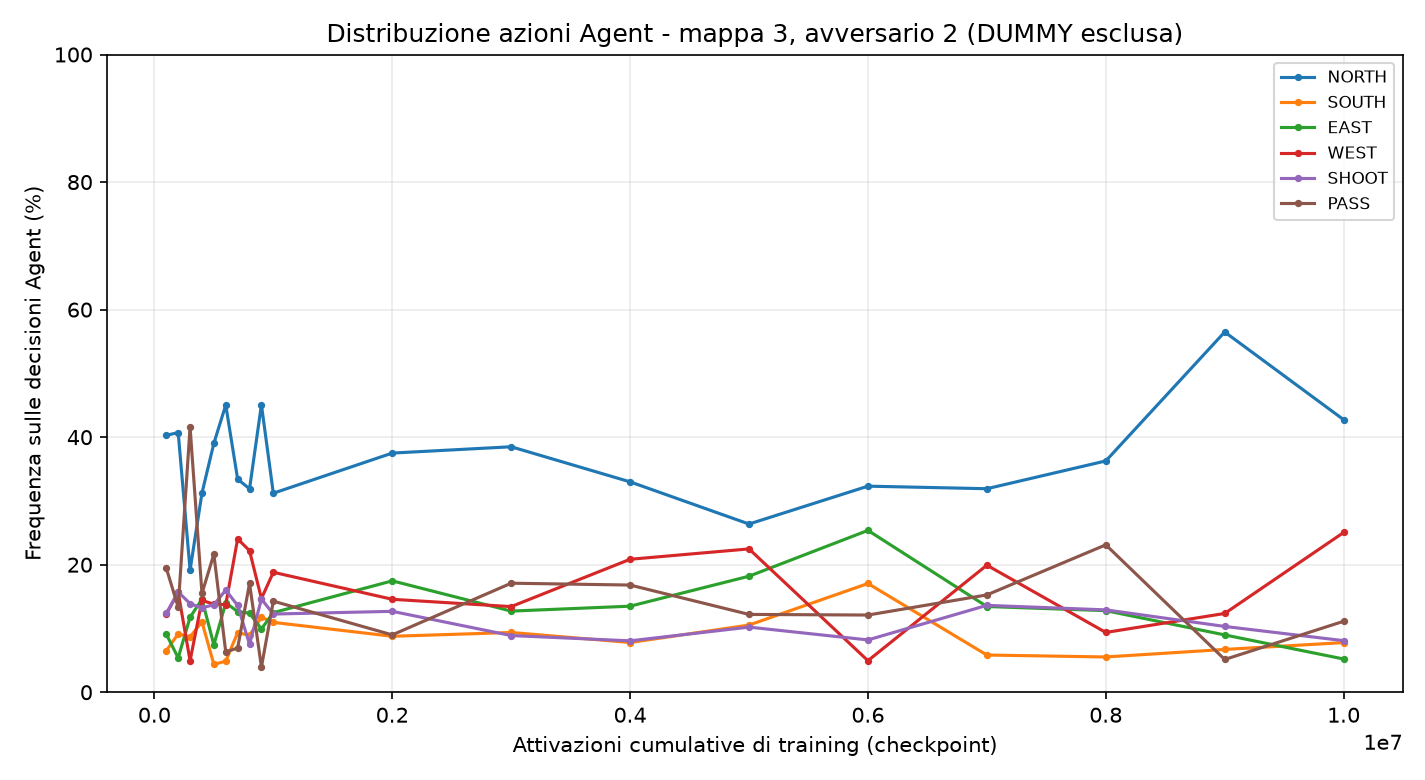 Distribuzione azioni Agent - mappa 3, avversario 2 (DUMMY esclusa)
Frequenza sulle decisioni Agent (%)
100
80
60
40
20
0
NORTH
SOUTH
EAST
WEST
SHOOT
PASS
0.0 0.2 0.4 0.6 0.8 1.0
1e7
Attivazioni cumulative di training (checkpoint)